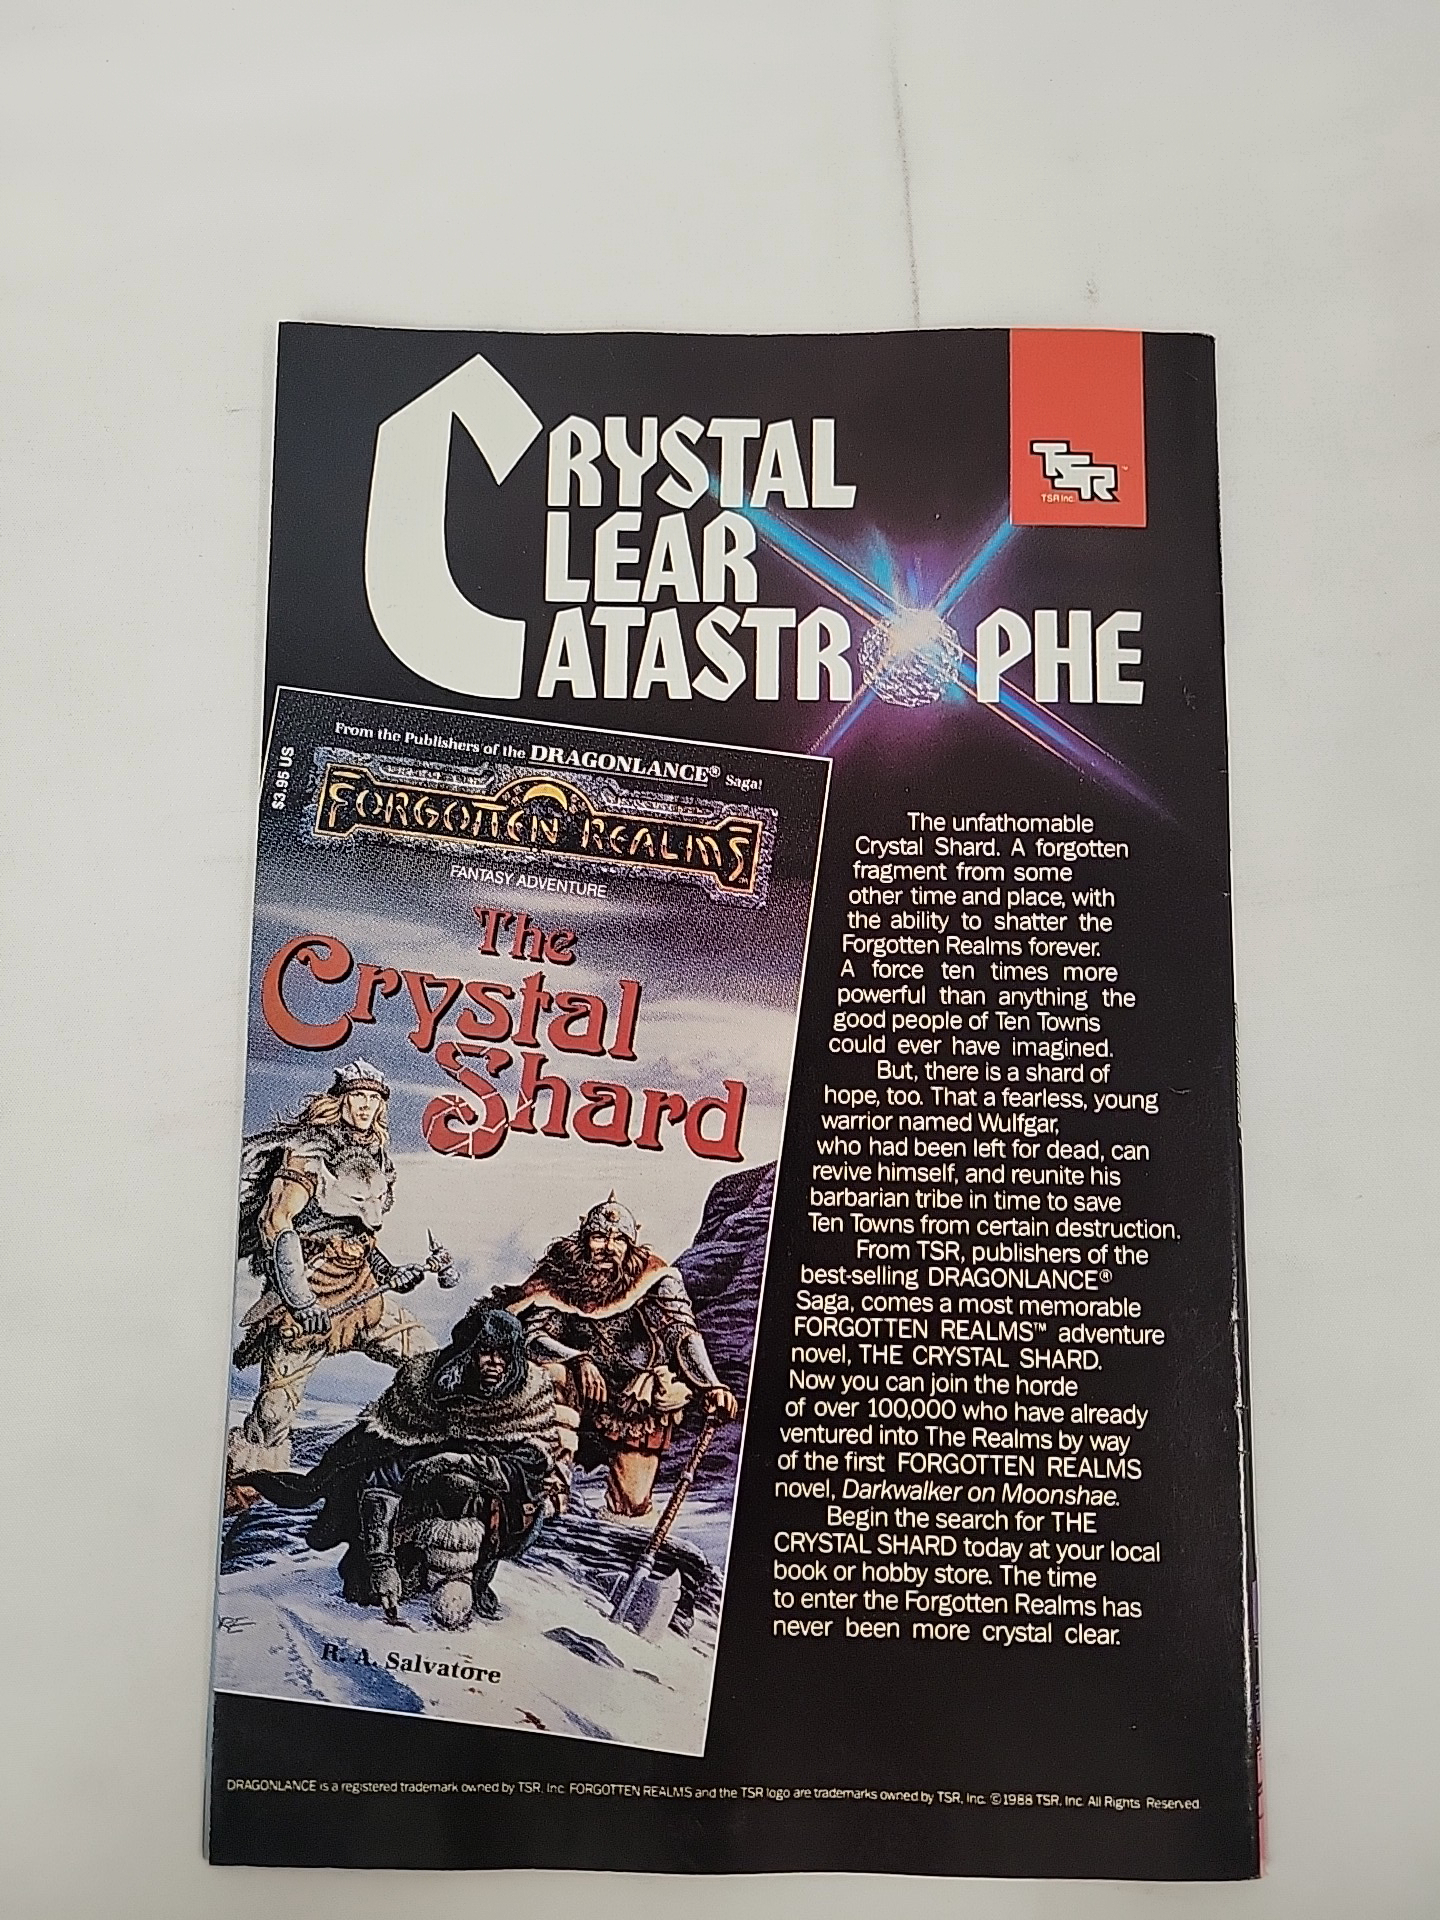 CRYSTAL
CLEAR
CATASTROPHE
TSR™
TSR Inc.
From the Publishers of the DRAGONLANCE® Saga!
$3.95 US
FORGOTTEN REALMS
FANTASY ADVENTURE
The
Crystal
Shard
R. A. Salvatore
The unfathomable
Crystal Shard. A forgotten
fragment from some
other time and place, with
the ability to shatter the
Forgotten Realms forever.
A force ten times more
powerful than anything the
good people of Ten Towns
could ever have imagined.
But, there is a shard of
hope, too. That a fearless, young
warrior named Wulfgar,
who had been left for dead, can
revive himself, and reunite his
barbarian tribe in time to save
Ten Towns from certain destruction.
From TSR, publishers of the
best-selling DRAGONLANCE®
Saga, comes a most memorable
FORGOTTEN REALMS™ adventure
novel, THE CRYSTAL SHARD.
Now you can join the horde
of over 100,000 who have already
ventured into The Realms by way
of the first FORGOTTEN REALMS
novel, Darkwalker on Moonshae.
Begin the search for THE
CRYSTAL SHARD today at your local
book or hobby store. The time
to enter the Forgotten Realms has
never been more crystal clear.
DRAGONLANCE is a registered trademark owned by TSR, Inc. FORGOTTEN REALMS and the TSR logo are trademarks owned by TSR, Inc. ©1988 TSR, Inc. All Rights Reserved.